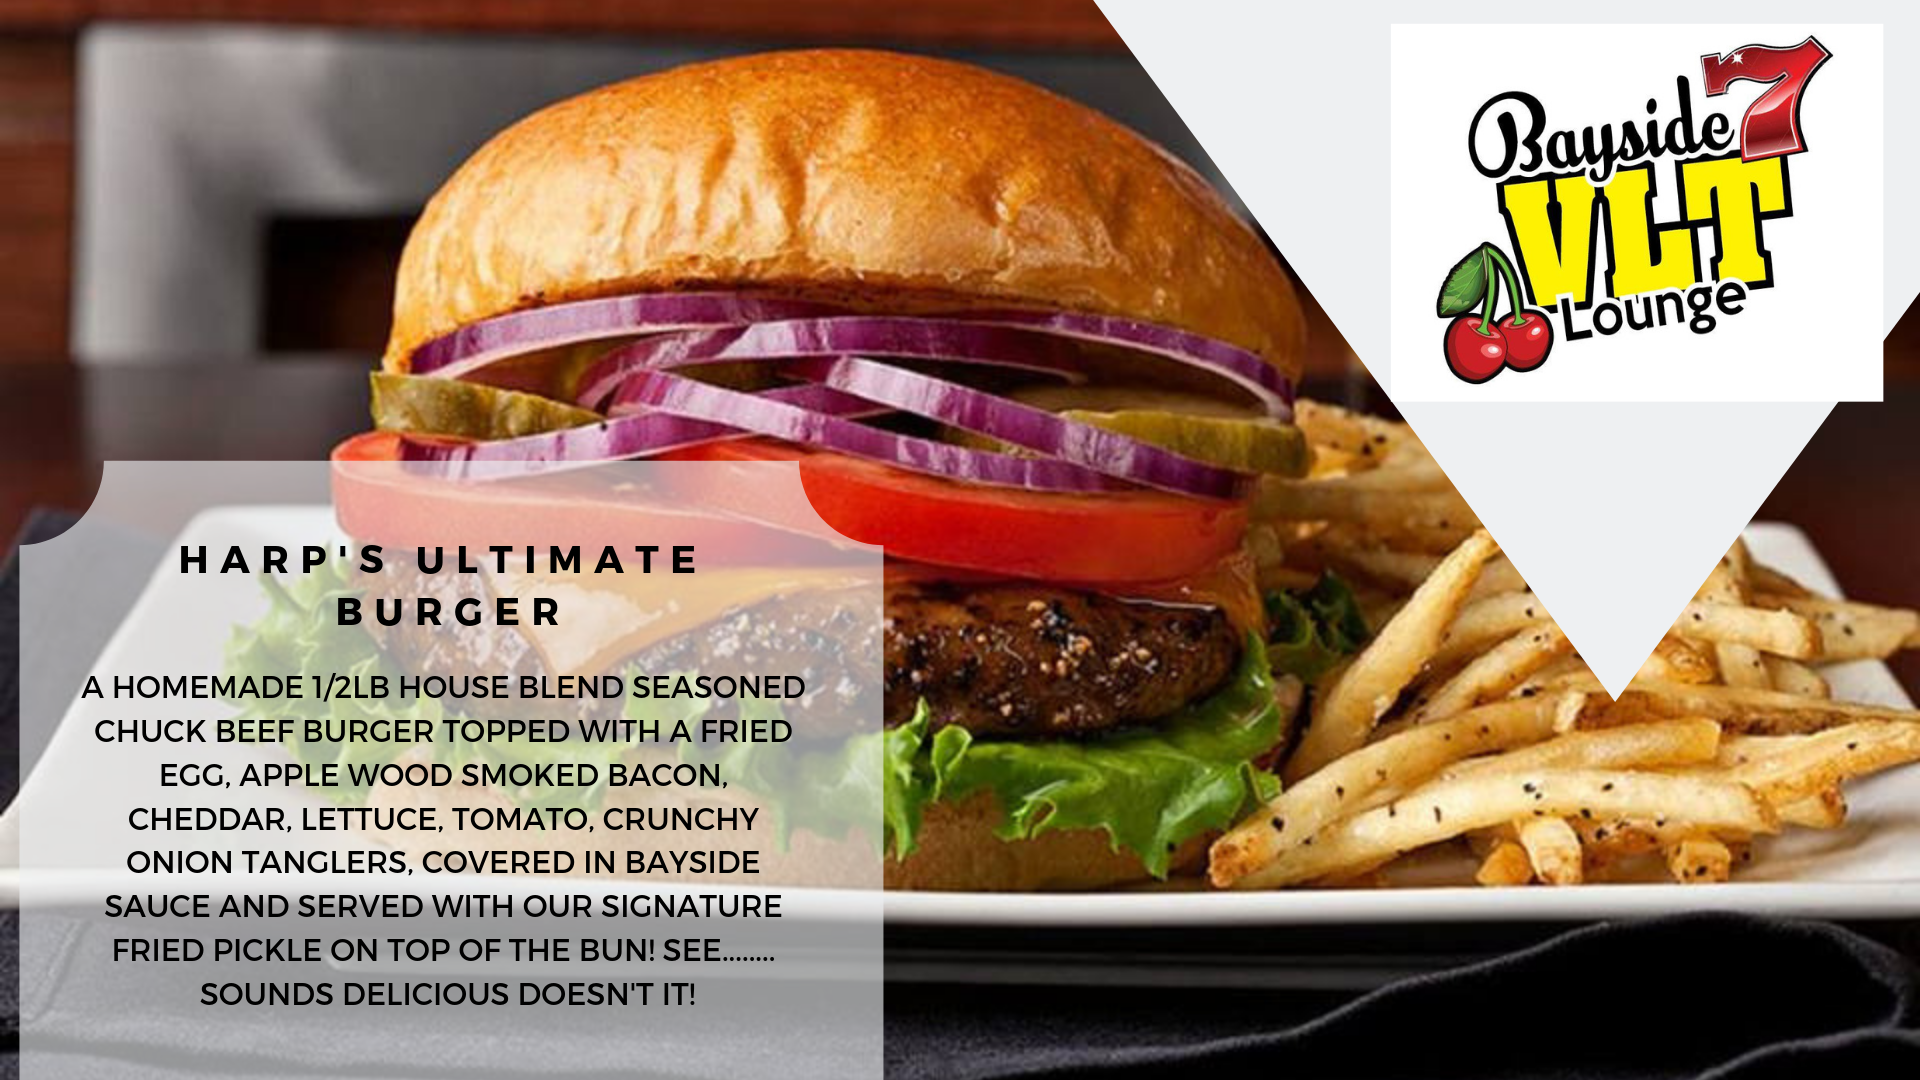 Bayside 7
VLT
Lounge
HARP'S ULTIMATE
BURGER
A HOMEMADE 1/2LB HOUSE BLEND SEASONED
CHUCK BEEF BURGER TOPPED WITH A FRIED
EGG, APPLE WOOD SMOKED BACON,
CHEDDAR, LETTUCE, TOMATO, CRUNCHY
ONION TANGLERS, COVERED IN BAYSIDE
SAUCE AND SERVED WITH OUR SIGNATURE
FRIED PICKLE ON TOP OF THE BUN! SEE........
SOUNDS DELICIOUS DOESN'T IT!